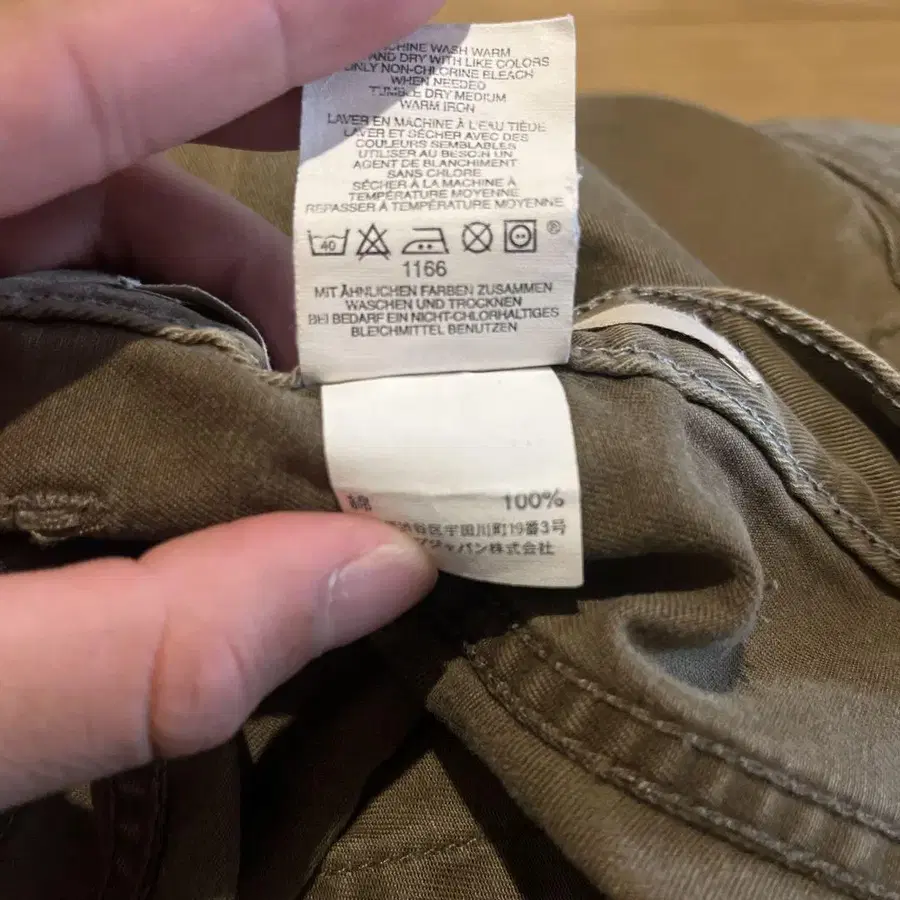 CHINE WASH WARM
AND DRY WITH LIKE COLORS
ONLY NON-CHLORINE BLEACH
WHEN NEEDED
TUMBLE DRY MEDIUM
WARM IRON
LAVER EN MACHINE À L'EAU TIÈDE
LAVER ET SÉCHER AVEC DES
COULEURS SEMBLABLES
UTILISER AU BESOIN UN
AGENT DE BLANCHIMENT
SANS CHLORE
SÉCHER À LA MACHINE À
TEMPÉRATURE MOYENNE
REPASSER À TEMPÉRATURE MOYENNE
40 ®
1166
MIT ÄHNLICHEN FARBEN ZUSAMMEN
WASCHEN UND TROCKNEN
BEI BEDARF EIN NICHT-CHLORHALTIGES
BLEICHMITTEL BENUTZEN
綿 100%
渋谷区宇田川町19番3号
プジャパン株式会社